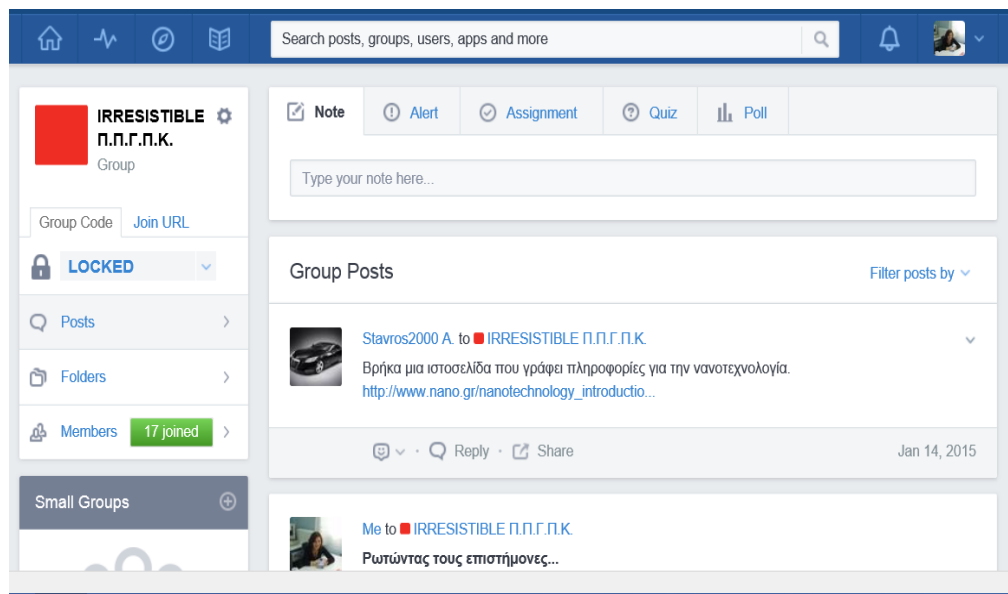 Search posts, groups, users, apps and more
IRRESISTIBLE
Π.Π.Γ.Π.Κ.
Group
Group Code Join URL
LOCKED
Posts
Folders
Members 17 joined
Small Groups
Note Alert Assignment Quiz Poll
Type your note here...
Group Posts Filter posts by
Stavros2000 A. to IRRESISTIBLE Π.Π.Γ.Π.Κ.
Βρήκα μια ιστοσελίδα που γράφει πληροφορίες για την νανοτεχνολογία.
http://www.nano.gr/nanotechnology_introductio...
Reply · Share Jan 14, 2015
Me to IRRESISTIBLE Π.Π.Γ.Π.Κ.
Ρωτώντας τους επιστήμονες...